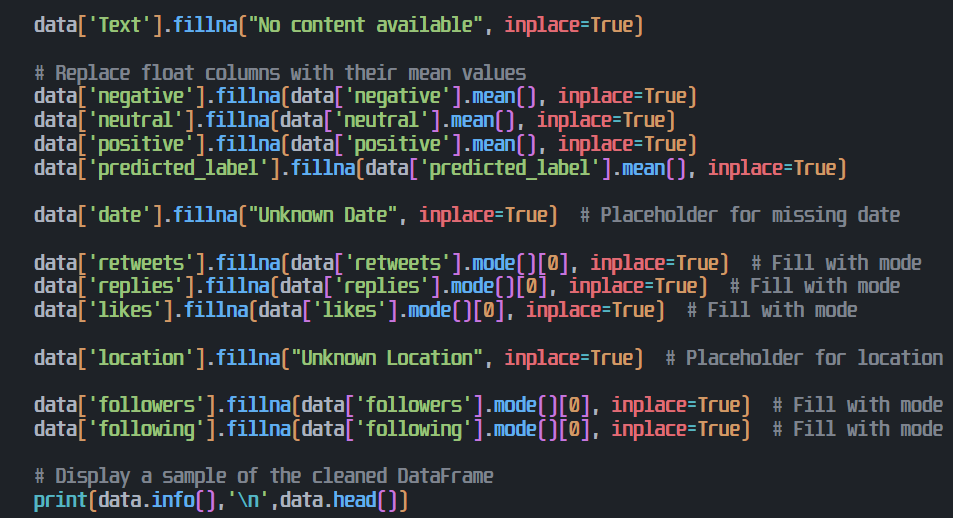 data['Text'].fillna("No content available", inplace=True)
# Replace float columns with their mean values
data['negative'].fillna(data['negative'].mean(), inplace=True)
data['neutral'].fillna(data['neutral'].mean(), inplace=True)
data['positive'].fillna(data['positive'].mean(), inplace=True)
data['predicted_label'].fillna(data['predicted_label'].mean(), inplace=True)
data['date'].fillna("Unknown Date", inplace=True)  # Placeholder for missing date
data['retweets'].fillna(data['retweets'].mode()[0], inplace=True)  # Fill with mode
data['replies'].fillna(data['replies'].mode()[0], inplace=True)  # Fill with mode
data['likes'].fillna(data['likes'].mode()[0], inplace=True)  # Fill with mode
data['location'].fillna("Unknown Location", inplace=True)  # Placeholder for location
data['followers'].fillna(data['followers'].mode()[0], inplace=True)  # Fill with mode
data['following'].fillna(data['following'].mode()[0], inplace=True)  # Fill with mode
# Display a sample of the cleaned DataFrame
print(data.info(),'\n',data.head())